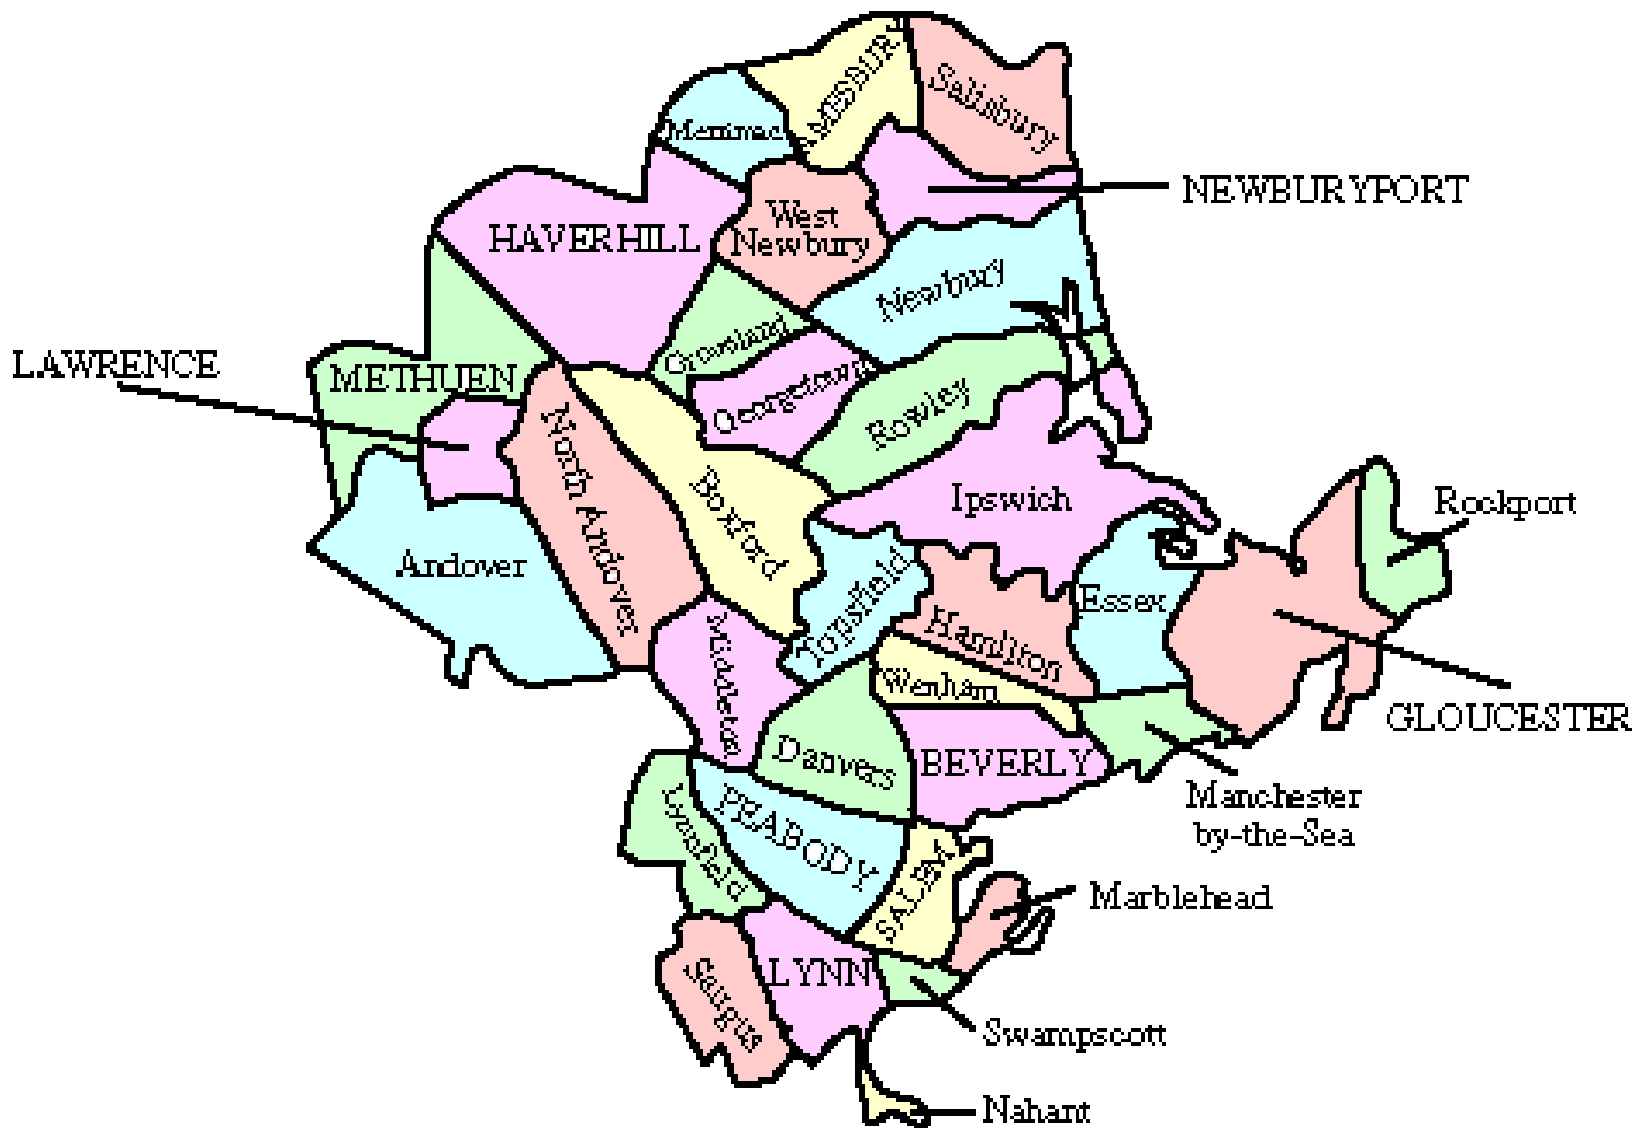 AMESBURY
Salisbury
Merrimac
NEWBURYPORT
West
Newbury
HAVERHILL
Newbury
Groveland
LAWRENCE
METHUEN
Georgetown
Rowley
North Andover
Boxford
Ipswich
Rockport
Andover
Topsfield
Essex
Hamilton
Middleton
Wenham
GLOUCESTER
Danvers
BEVERLY
Manchester
by-the-Sea
Lynnfield
PEABODY
SALEM
Marblehead
LYNN
Saugus
Swampscott
Nahant